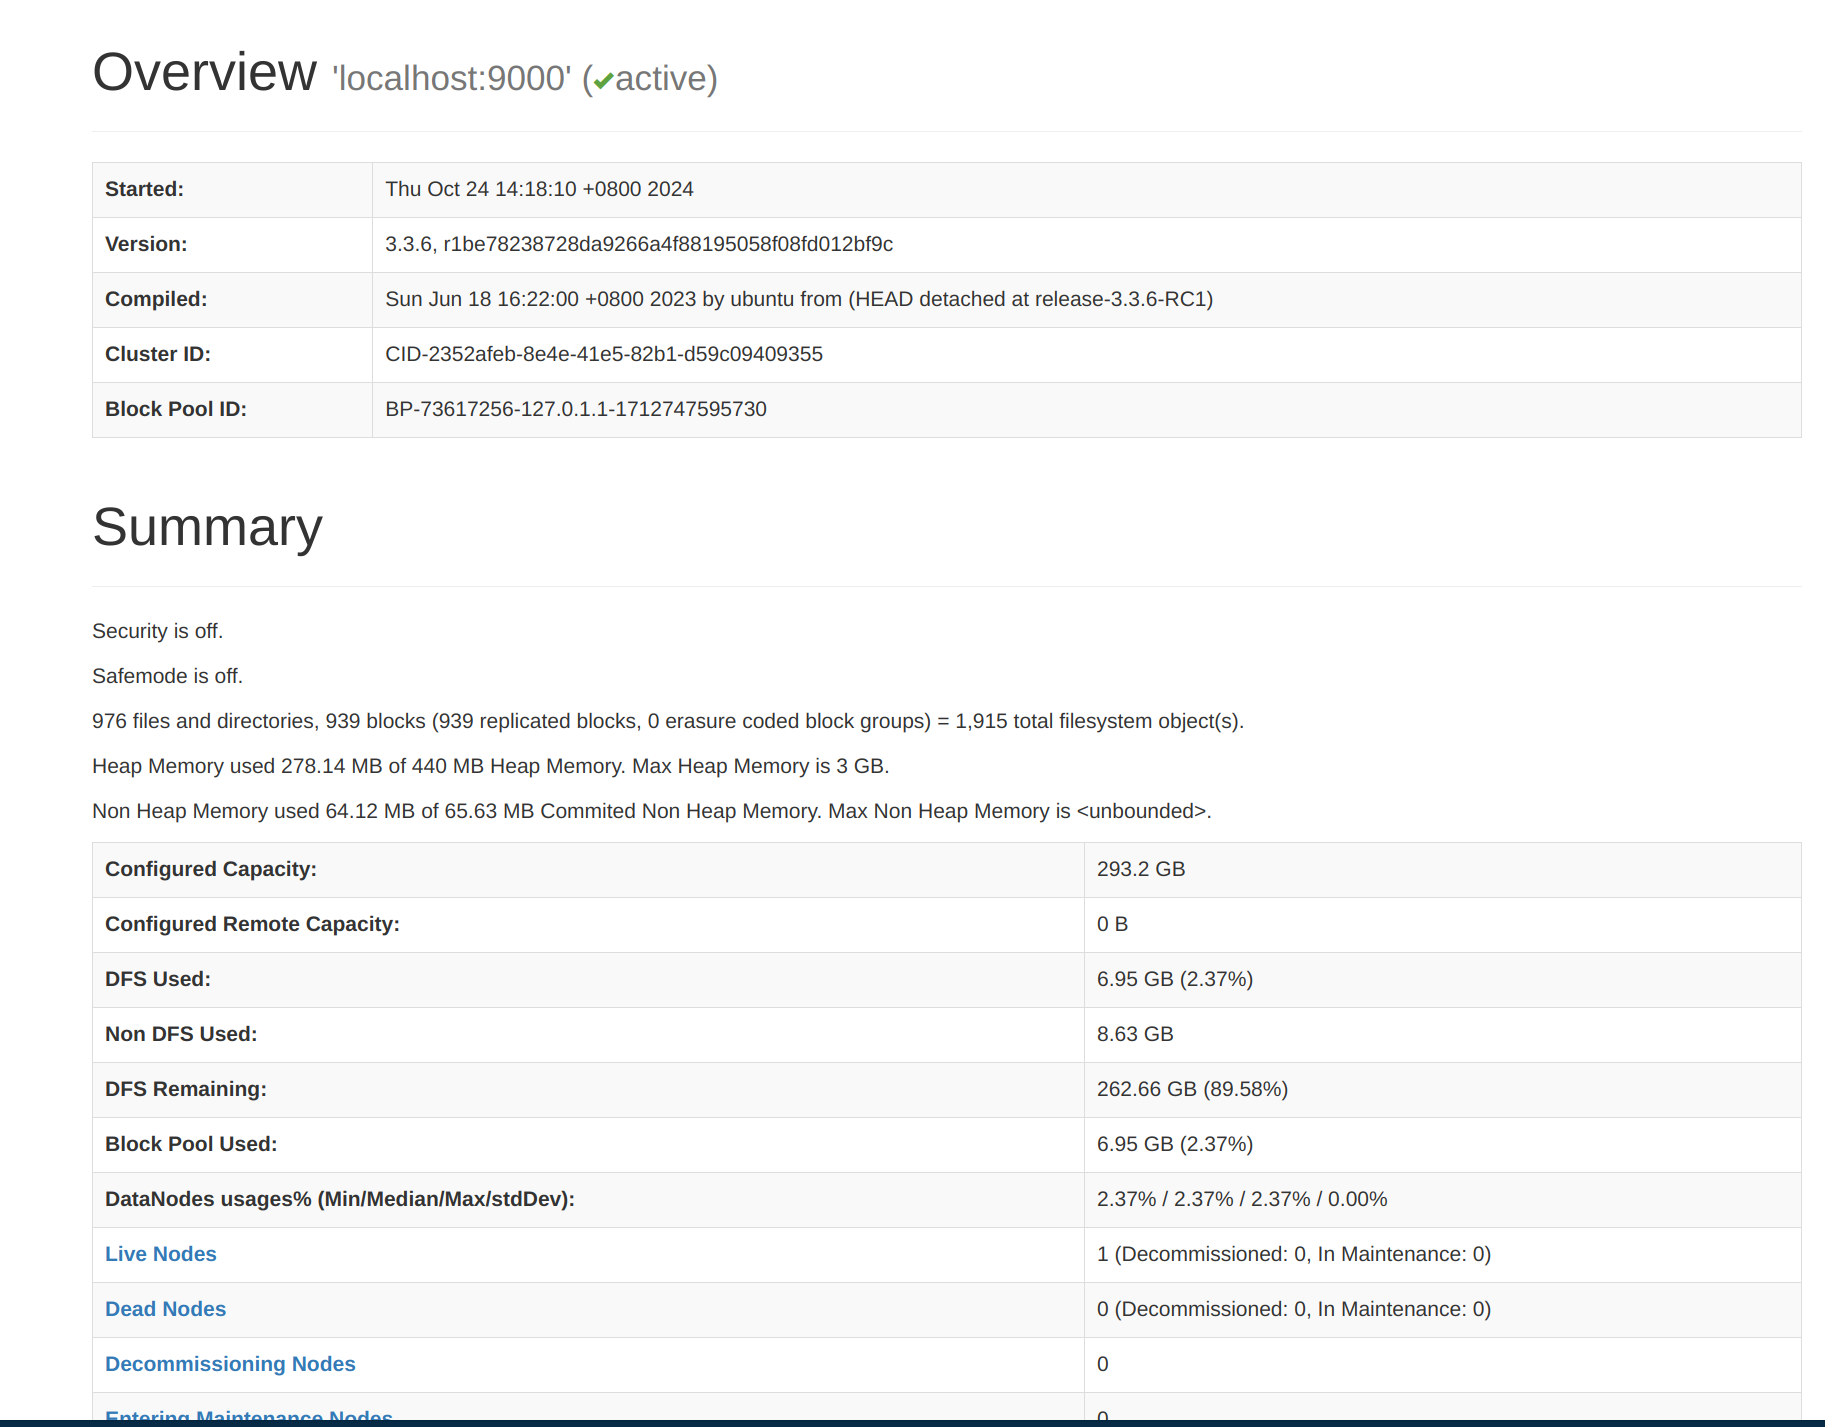 Overview 'localhost:9000' (✔active)
Started: Thu Oct 24 14:18:10 +0800 2024
Version: 3.3.6, r1be78238728da9266a4f88195058f08fd012bf9c
Compiled: Sun Jun 18 16:22:00 +0800 2023 by ubuntu from (HEAD detached at release-3.3.6-RC1)
Cluster ID: CID-2352afeb-8e4e-41e5-82b1-d59c09409355
Block Pool ID: BP-73617256-127.0.1.1-1712747595730
Summary
Security is off.
Safemode is off.
976 files and directories, 939 blocks (939 replicated blocks, 0 erasure coded block groups) = 1,915 total filesystem object(s).
Heap Memory used 278.14 MB of 440 MB Heap Memory. Max Heap Memory is 3 GB.
Non Heap Memory used 64.12 MB of 65.63 MB Commited Non Heap Memory. Max Non Heap Memory is <unbounded>.
Configured Capacity: 293.2 GB
Configured Remote Capacity: 0 B
DFS Used: 6.95 GB (2.37%)
Non DFS Used: 8.63 GB
DFS Remaining: 262.66 GB (89.58%)
Block Pool Used: 6.95 GB (2.37%)
DataNodes usages% (Min/Median/Max/stdDev): 2.37% / 2.37% / 2.37% / 0.00%
Live Nodes 1 (Decommissioned: 0, In Maintenance: 0)
Dead Nodes 0 (Decommissioned: 0, In Maintenance: 0)
Decommissioning Nodes 0
Entering Maintenance Nodes 0